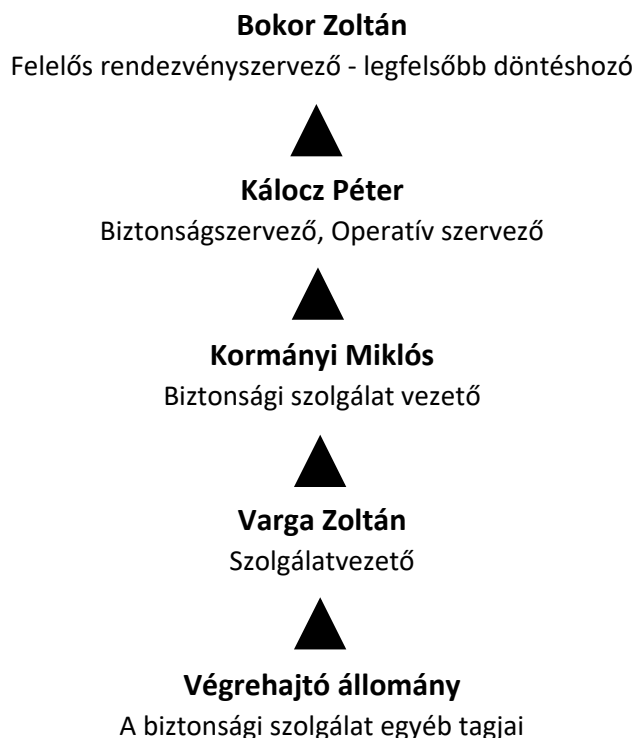 Bokor Zoltán
Felelős rendezvényszervező - legfelsőbb döntéshozó
Kálocz Péter
Biztonságszervező, Operatív szervező
Kormányi Miklós
Biztonsági szolgálat vezető
Varga Zoltán
Szolgálatvezető
Végrehajtó állomány
A biztonsági szolgálat egyéb tagjai